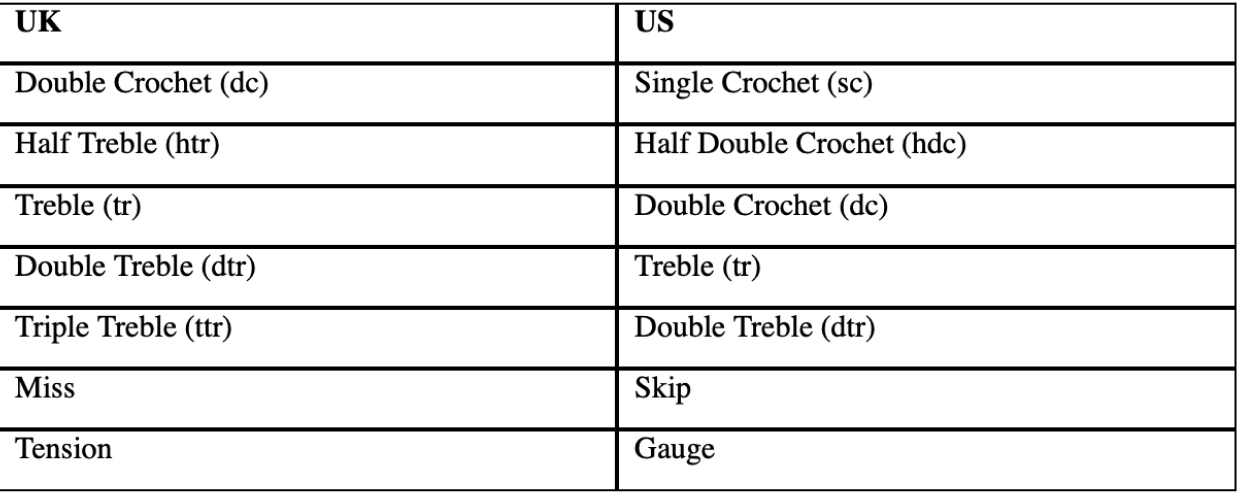 UK US
Double Crochet (dc) Single Crochet (sc)
Half Treble (htr) Half Double Crochet (hdc)
Treble (tr) Double Crochet (dc)
Double Treble (dtr) Treble (tr)
Triple Treble (ttr) Double Treble (dtr)
Miss Skip
Tension Gauge